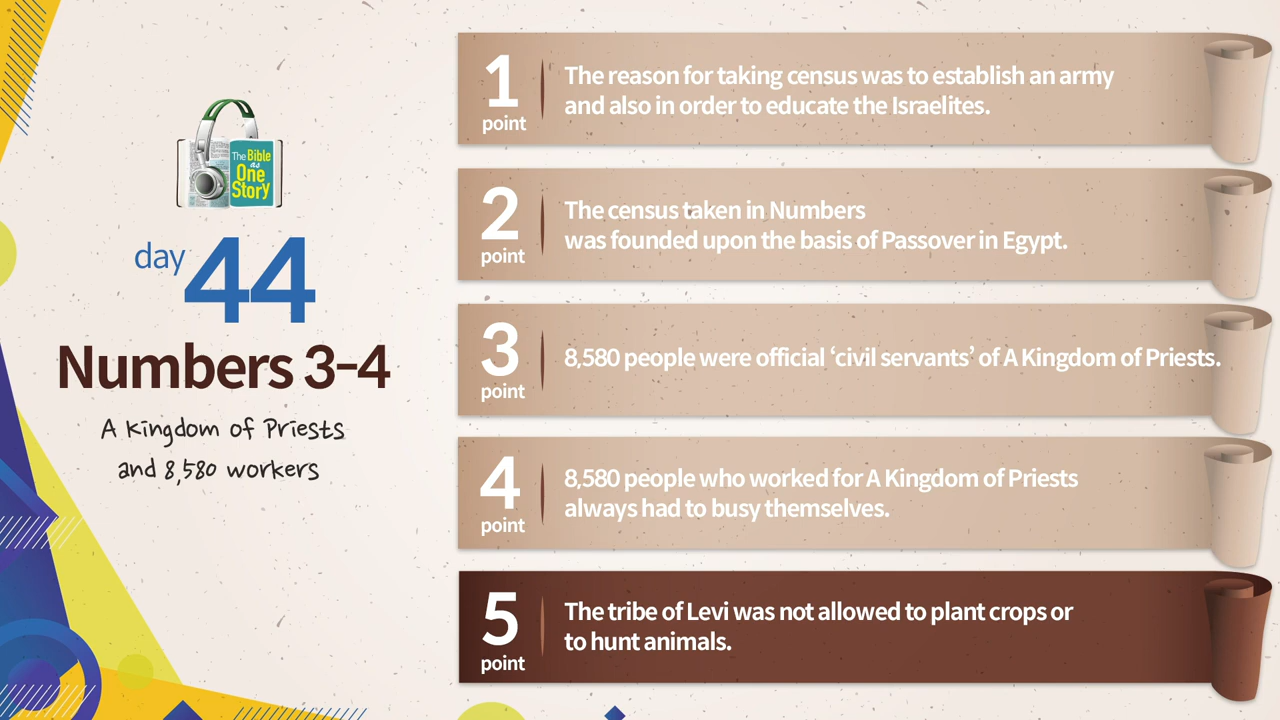 The Bible
as
One
Story
day 44
Numbers 3-4
A Kingdom of Priests
and 8,580 workers
1
point
The reason for taking census was to establish an army
and also in order to educate the Israelites.
2
point
The census taken in Numbers
was founded upon the basis of Passover in Egypt.
3
point
8,580 people were official ‘civil servants’ of A Kingdom of Priests.
4
point
8,580 people who worked for A Kingdom of Priests
always had to busy themselves.
5
point
The tribe of Levi was not allowed to plant crops or
to hunt animals.